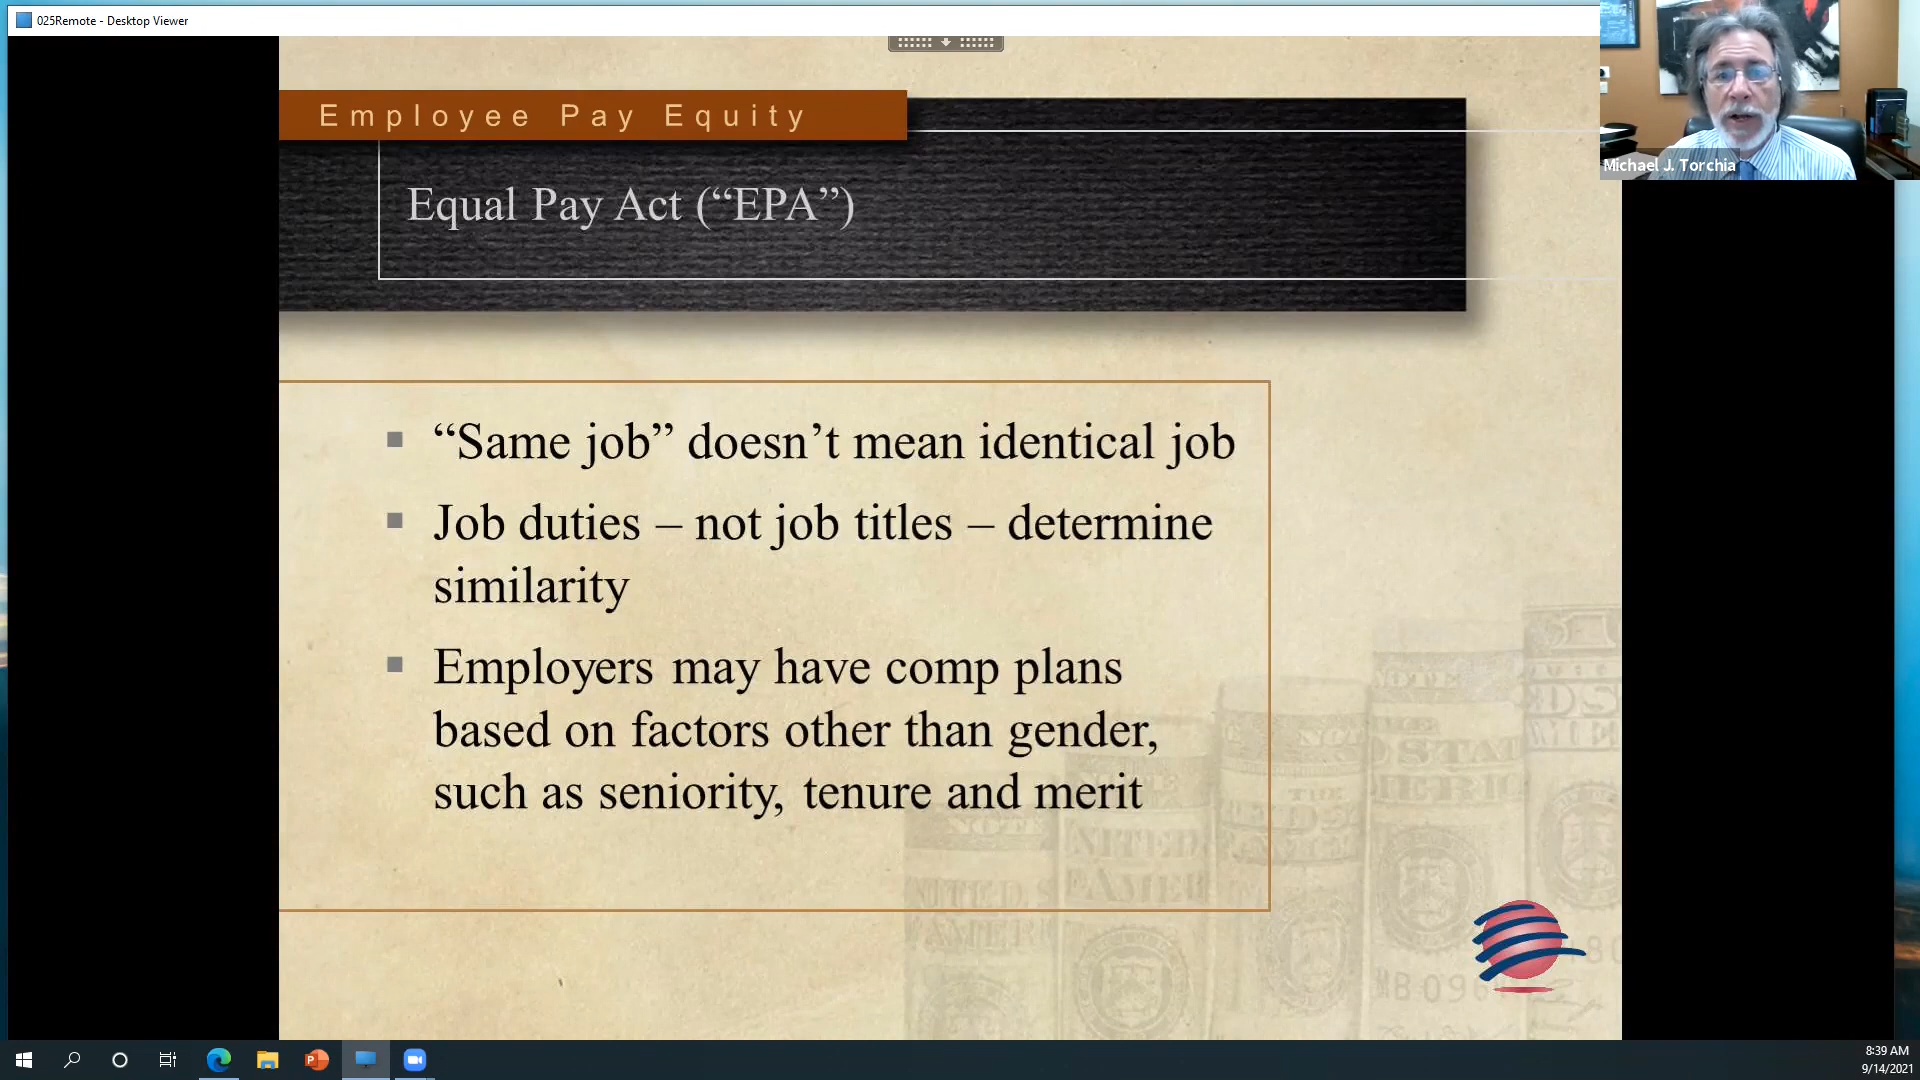 025Remote - Desktop Viewer
Employee Pay Equity
Equal Pay Act (“EPA”)
Michael J. Torchia
▪ “Same job” doesn’t mean identical job
▪ Job duties – not job titles – determine
similarity
▪ Employers may have comp plans
based on factors other than gender,
such as seniority, tenure and merit
8:39 AM
9/14/2021